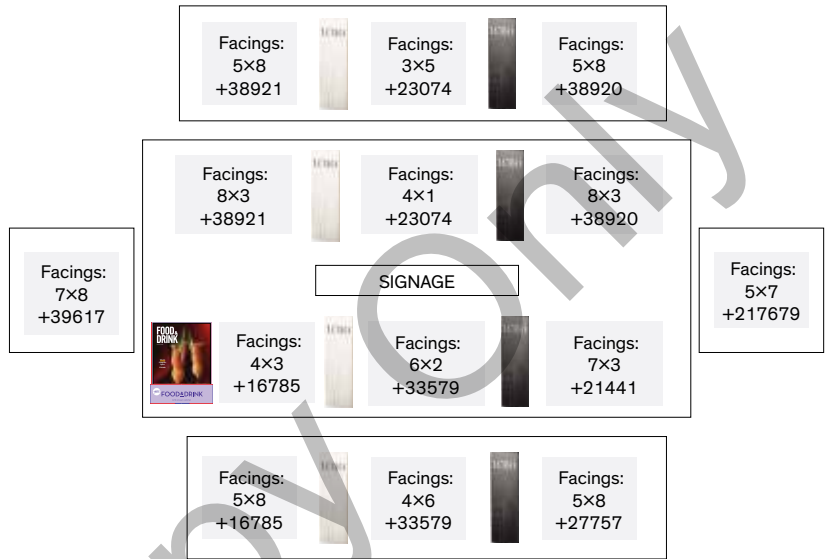 Facings:
5×8
+38921
Facings:
3×5
+23074
Facings:
5×8
+38920
Facings:
8×3
+38921
Facings:
4×1
+23074
Facings:
8×3
+38920
Facings:
7×8
+39617
SIGNAGE
Facings:
5×7
+217679
FOOD&
DRINK
FOOD&DRINK
Facings:
4×3
+16785
Facings:
6×2
+33579
Facings:
7×3
+21441
Facings:
5×8
+16785
Facings:
4×6
+33579
Facings:
5×8
+27757
Only